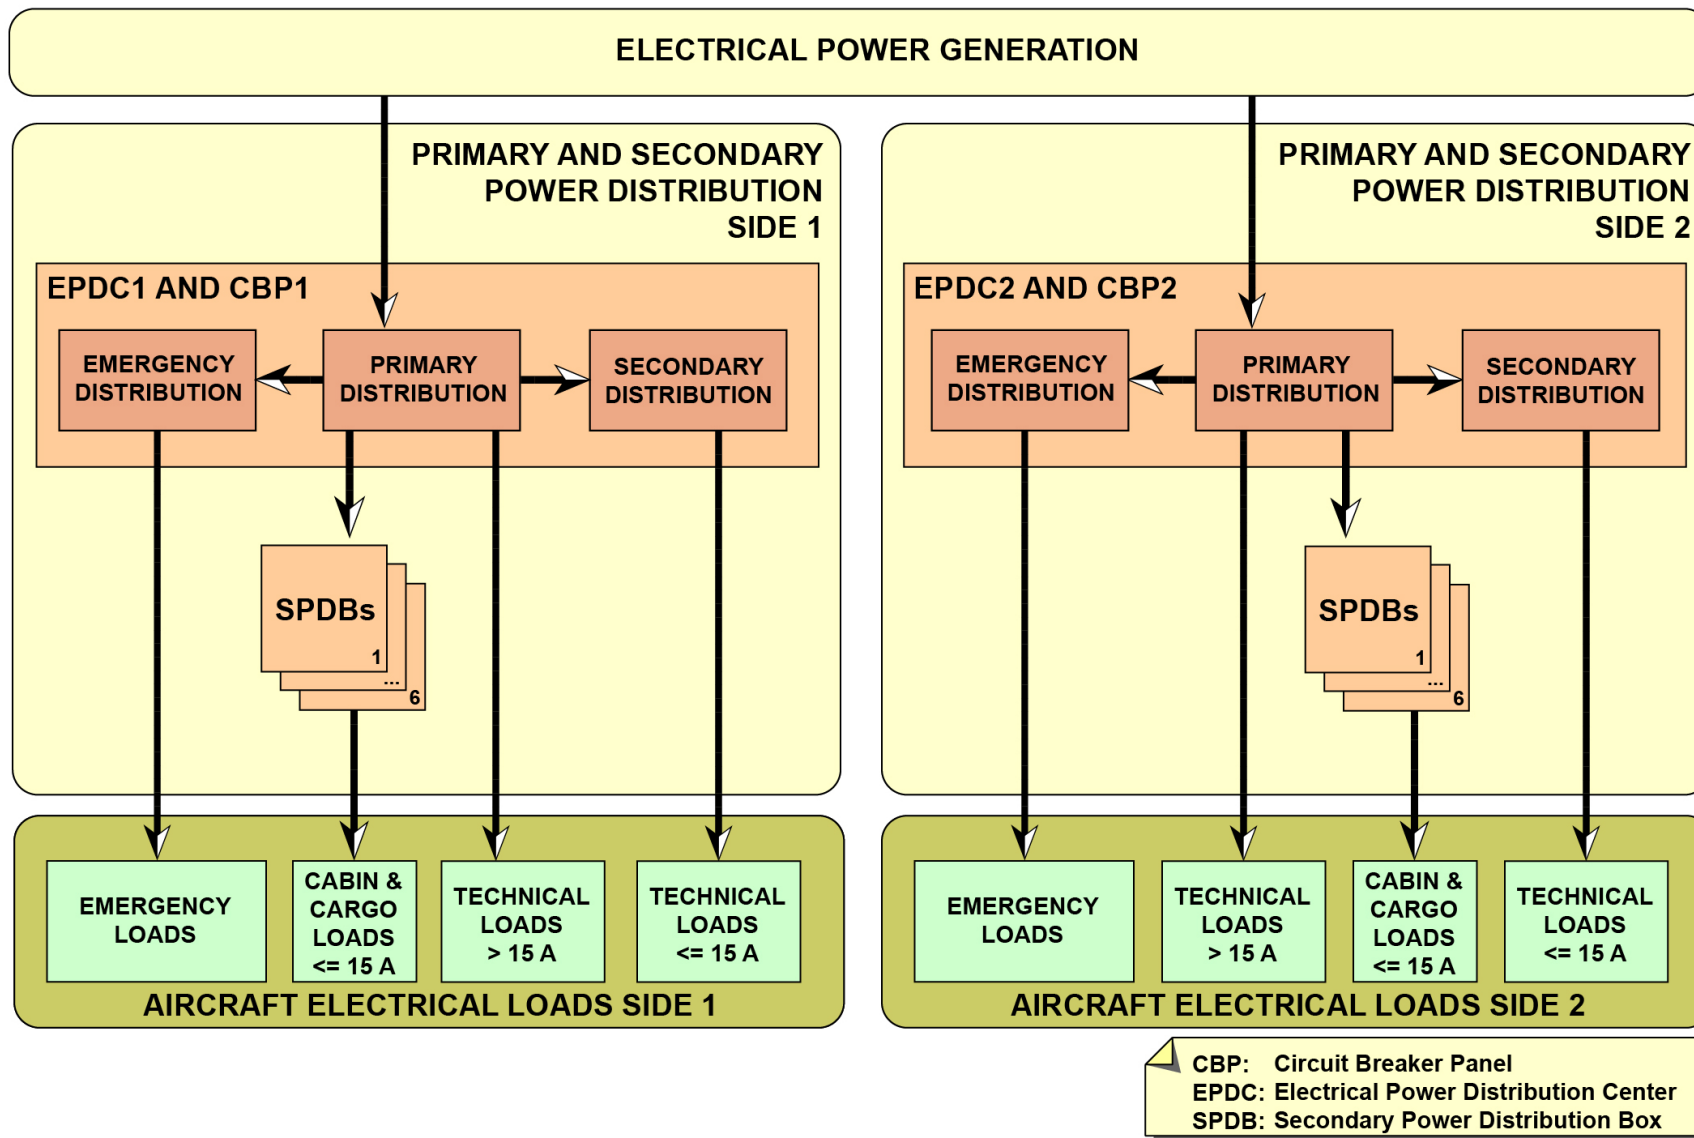 ELECTRICAL POWER GENERATION
PRIMARY AND SECONDARY
POWER DISTRIBUTION
SIDE 1
EPDC1 AND CBP1
EMERGENCY
DISTRIBUTION
PRIMARY
DISTRIBUTION
SECONDARY
DISTRIBUTION
SPDBs
1
...
6
EMERGENCY
LOADS
CABIN &
CARGO
LOADS
<= 15 A
TECHNICAL
LOADS
> 15 A
TECHNICAL
LOADS
<= 15 A
AIRCRAFT ELECTRICAL LOADS SIDE 1
PRIMARY AND SECONDARY
POWER DISTRIBUTION
SIDE 2
EPDC2 AND CBP2
EMERGENCY
DISTRIBUTION
PRIMARY
DISTRIBUTION
SECONDARY
DISTRIBUTION
SPDBs
1
...
6
EMERGENCY
LOADS
TECHNICAL
LOADS
> 15 A
CABIN &
CARGO
LOADS
<= 15 A
TECHNICAL
LOADS
<= 15 A
AIRCRAFT ELECTRICAL LOADS SIDE 2
CBP: Circuit Breaker Panel
EPDC: Electrical Power Distribution Center
SPDB: Secondary Power Distribution Box